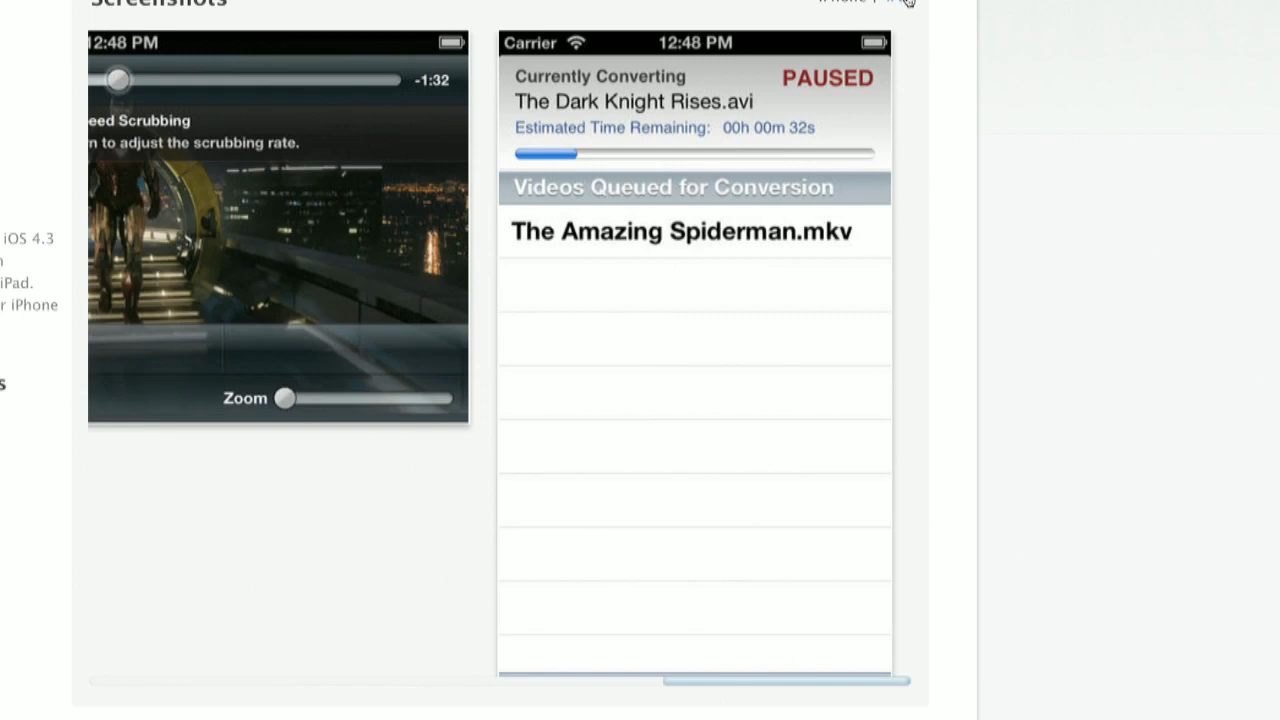 Screenshots
iPhone |
12:48 PM
-1:32
eed Scrubbing
n to adjust the scrubbing rate.
Zoom
Carrier
12:48 PM
Currently Converting
PAUSED
The Dark Knight Rises.avi
Estimated Time Remaining: 00h 00m 32s
Videos Queued for Conversion
The Amazing Spiderman.mkv
iOS 4.3
n
iPad.
r iPhone
s